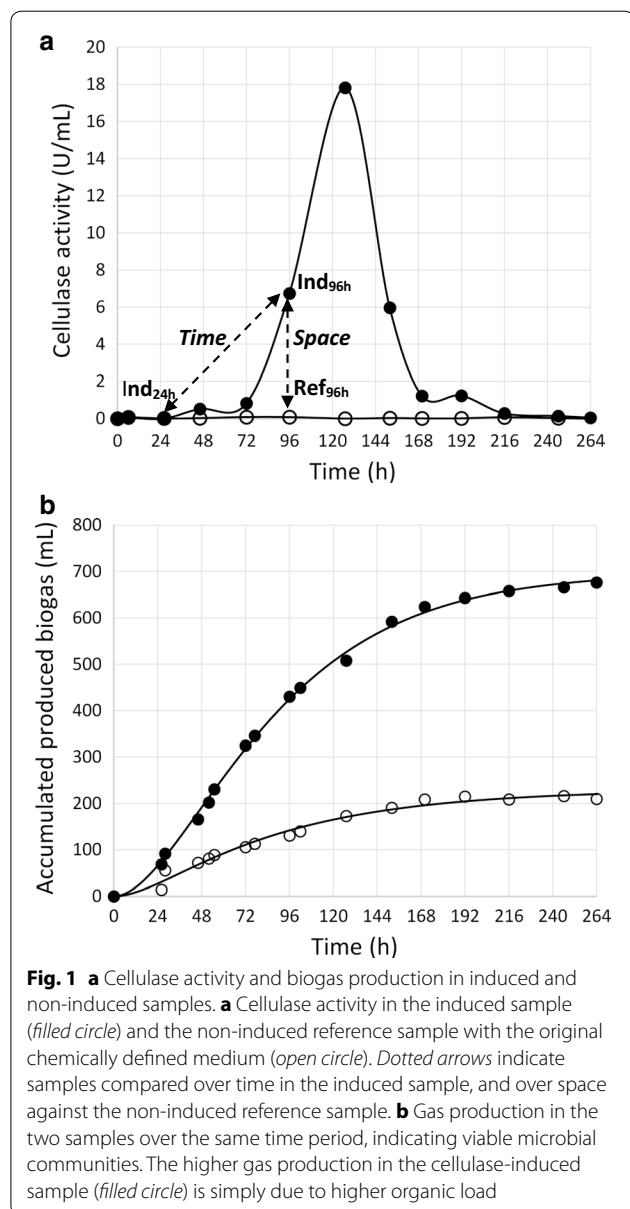 a
Cellulase activity (U/mL)
20
18
16
14
12
10
8
6
4
2
0
Ind96h
Time
Space
Ind24h
Ref96h
0 24 48 72 96 120 144 168 192 216 240 264
Time (h)
b
Accumulated produced biogas (mL)
800
700
600
500
400
300
200
100
0
0 24 48 72 96 120 144 168 192 216 240 264
Time (h)
Fig. 1 a Cellulase activity and biogas production in induced and
non-induced samples. a Cellulase activity in the induced sample
(filled circle) and the non-induced reference sample with the original
chemically defined medium (open circle). Dotted arrows indicate
samples compared over time in the induced sample, and over space
against the non-induced reference sample. b Gas production in the
two samples over the same time period, indicating viable microbial
communities. The higher gas production in the cellulase-induced
sample (filled circle) is simply due to higher organic load